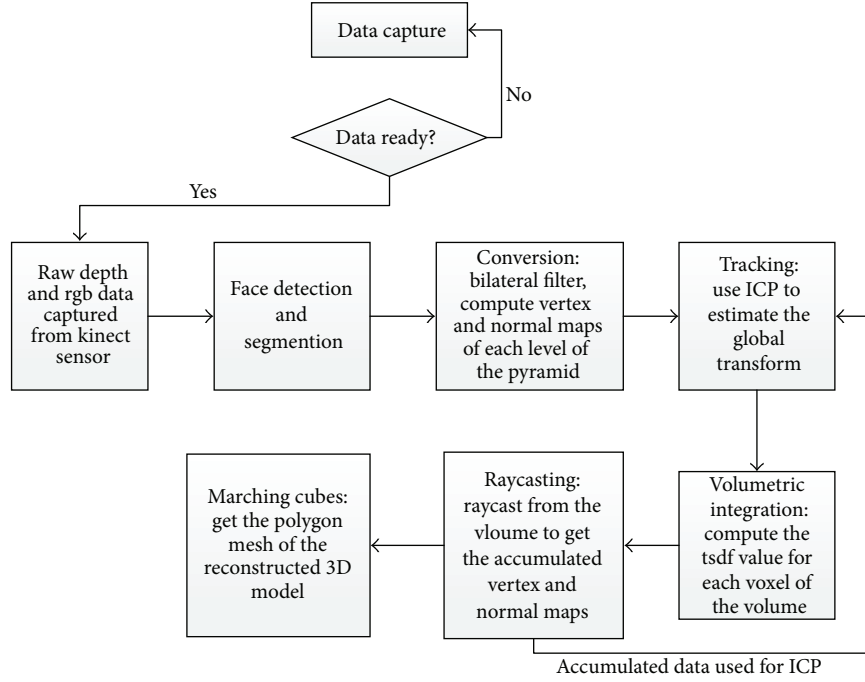 Data capture
No
Data ready?
Yes
Raw depth
and rgb data
captured
from kinect
sensor
Face detection
and
segmention
Conversion:
bilateral filter,
compute vertex
and normal maps
of each level of
the pyramid
Tracking:
use ICP to
estimate the
global
transform
Marching cubes:
get the polygon
mesh of the
reconstructed 3D
model
Raycasting:
raycast from the
vloume to get
the accumulated
vertex and
normal maps
Volumetric
integration:
compute the
tsdf value for
each voxel of
the volume
Accumulated data used for ICP